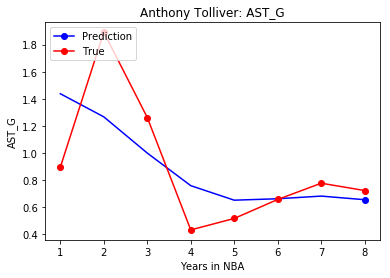 Anthony Tolliver: AST_G
Prediction
True
AST_G
1.8
1.6
1.4
1.2
1.0
0.8
0.6
0.4
1 2 3 4 5 6 7 8
Years in NBA